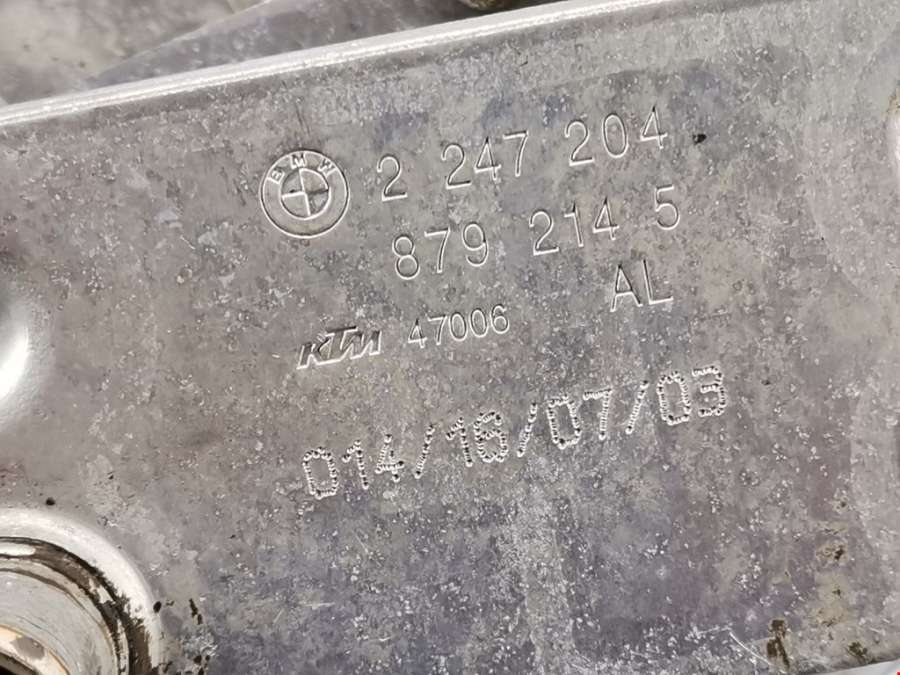 BMW 2 247 204
879 214 5
AL
KTM 47006
014/16/07/03